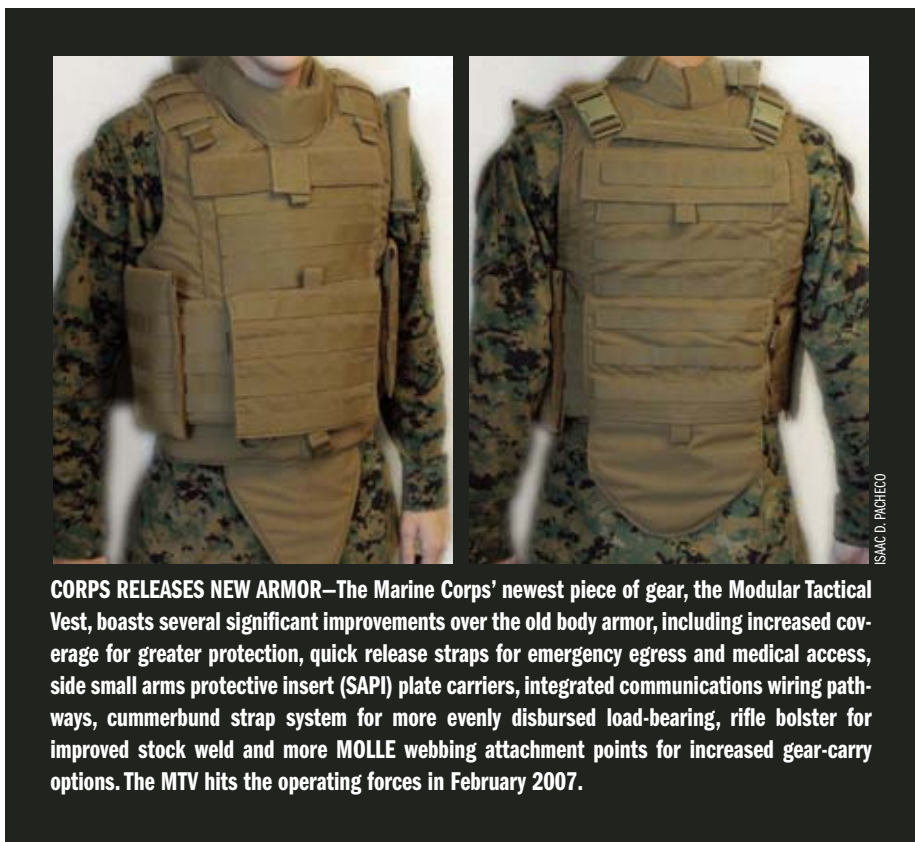 ISAAC D. PACHECO
CORPS RELEASES NEW ARMOR—The Marine Corps’ newest piece of gear, the Modular Tactical
Vest, boasts several significant improvements over the old body armor, including increased cov-
erage for greater protection, quick release straps for emergency egress and medical access,
side small arms protective insert (SAPI) plate carriers, integrated communications wiring path-
ways, cummerbund strap system for more evenly disbursed load-bearing, rifle bolster for
improved stock weld and more MOLLE webbing attachment points for increased gear-carry
options. The MTV hits the operating forces in February 2007.